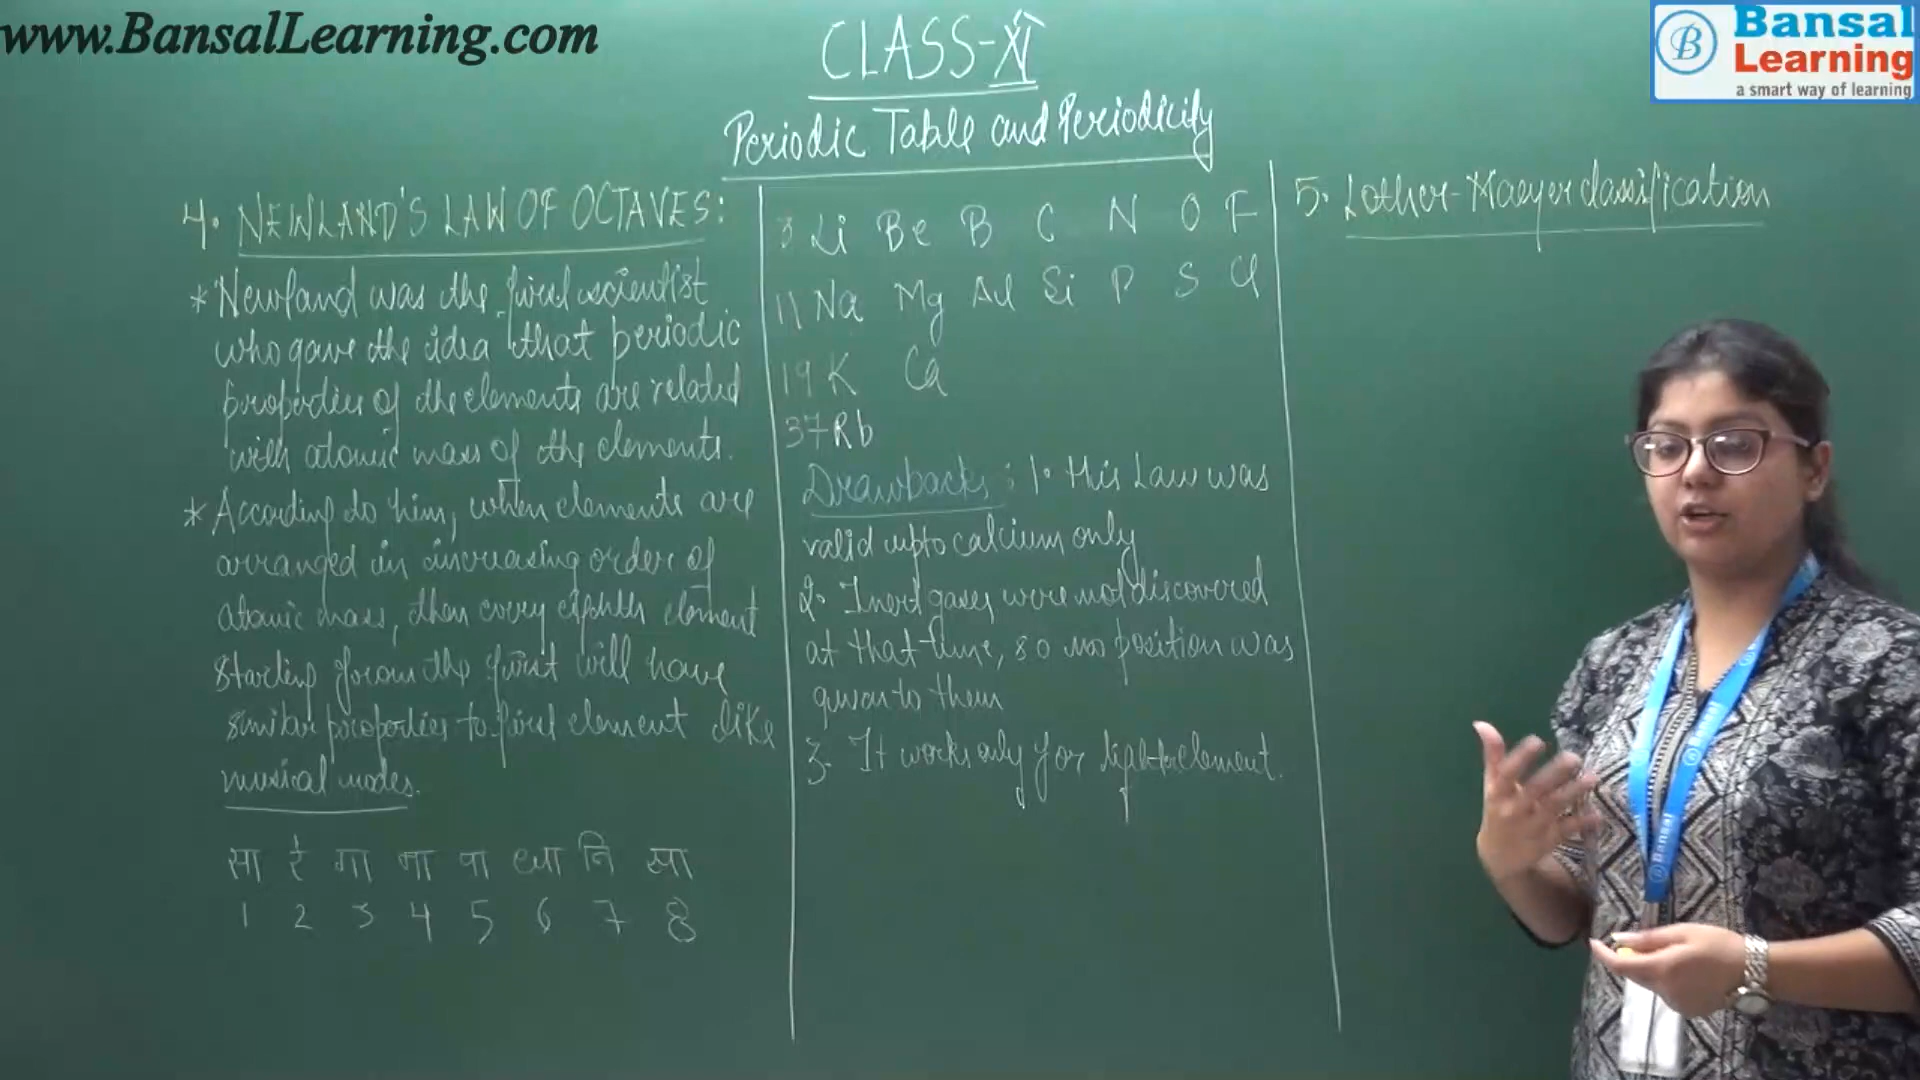 www.BansalLearning.com
CLASS-XI
Periodic Table and Periodicity
Bansal
Learning
a smart way of learning
4. NEWLAND'S LAW OF OCTAVES:
* Newland was the first scientist
who gave the idea that periodic
properties of the elements are related
with atomic mass of the elements.
* According to him, when elements are
arranged in increasing order of
atomic mass, then every eighth element
starting from the first will have
similar properties to first element like
musical nodes.
सा रे गा मा पा धा नि सा
1 2 3 4 5 6 7 8
3 Li Be B C N O F
11 Na Mg Al Si P S Cl
19 K Ca
37 Rb
Drawbacks: 1. This Law was
valid upto calcium only
2. Inert gases were not discovered
at that time, so no position was
given to them
3. It works only for lighter element.
5. Lother-Maeyer classification
Bansal